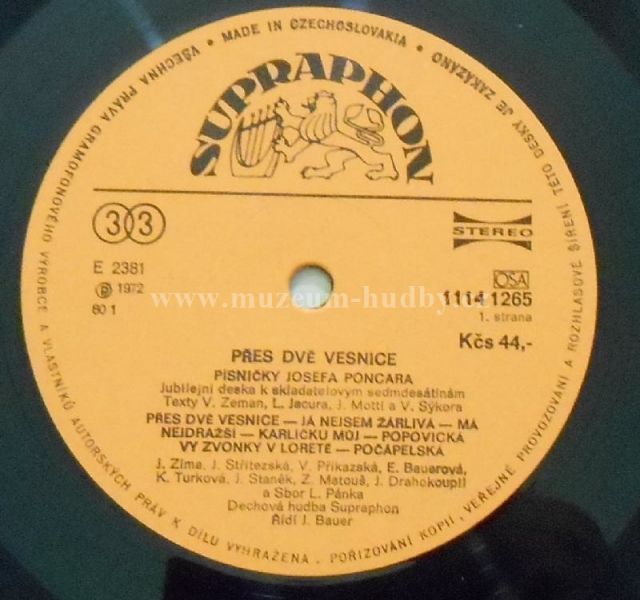 VŠECHNA PRÁVA GRAMOFONOVÉHO VÝROBCE A VLASTNÍKŮ AUTORSKÝCH PRÁV K DÍLU VYHRAŽENA. POŘIZOVÁNÍ KOPIÍ, VEŘEJNÉ PROVOZOVÁNÍ A ROZHLASOVÉ ŠÍŘENÍ TÉTO DESKY JE ZAKÁZÁNO • MADE IN CZECHOSLOVAKIA •
SUPRAPHON
33
STEREO
E 2381
OSA
Ⓟ 1972
1114 1265
www.muzeum-hudby.cz
80 1
1. strana
Kčs 44,-
PŘES DVĚ VESNICE
PÍSNIČKY JOSEFA PONCARA
Jubilejní deska k skladatelovým sedmdesátinám
Texty V. Zeman, L. Jacura, J. Mottl a V. Sýkora
PŘES DVĚ VESNICE — JÁ NEJSEM ŽÁRLIVÁ — MÁ
NEJDRAŽŠÍ — KARLIČKU MŮJ — POPOVICKÁ
VY ZVONKY V LORETĚ — POČAPELSKÁ
J. Zíma, J. Střítezská, V. Příkazská, E. Bauerová,
K. Turková, J. Staněk, Z. Matouš, J. Drahokoupil
a Sbor L. Pánka
Dechová hudba Supraphon
Řídí J. Bauer